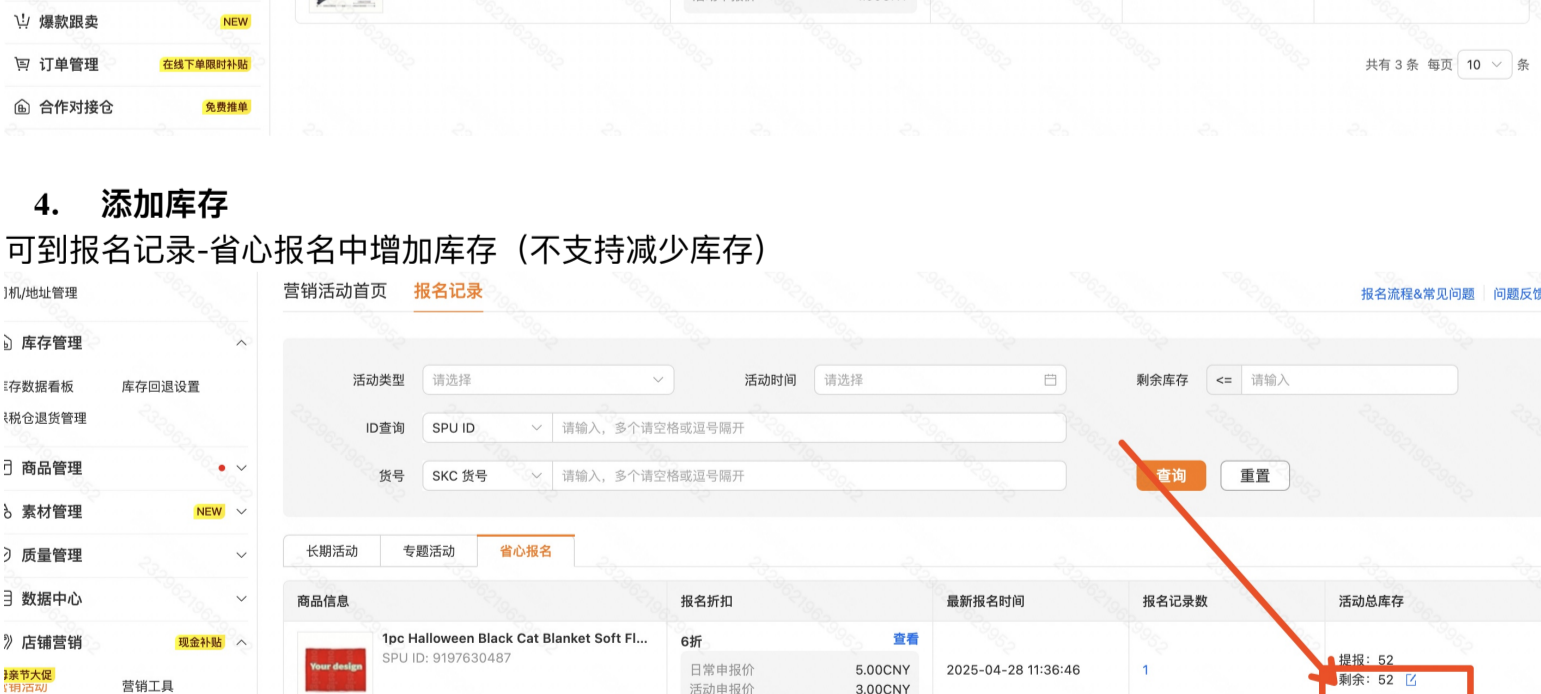 爆款跟卖 NEW
订单管理 在线下单限时补贴
共有 3 条 每页 10 条
合作对接仓 免费推单
4. 添加库存
可到报名记录-省心报名中增加库存（不支持减少库存）
机/地址管理
营销活动首页 报名记录
报名流程&常见问题 问题反馈
库存管理
活动类型 请选择 活动时间 请选择 剩余库存 <= 请输入
存数据看板 库存回退设置
税仓退货管理
ID查询 SPU ID 请输入，多个请空格或逗号隔开
商品管理
货号 SKC 货号 请输入，多个请空格或逗号隔开 查询 重置
素材管理 NEW
质量管理
长期活动 专题活动 省心报名
数据中心
商品信息 报名折扣 最新报名时间 报名记录数 活动总库存
店铺营销 现金补贴
1pc Halloween Black Cat Blanket Soft Fl...
SPU ID: 9197630487
Your design
6折 查看
日常申报价 5.00CNY
活动申报价 3.00CNY
2025-04-28 11:36:46
1
提报：52
剩余：52
亲节大促
营销活动 营销工具